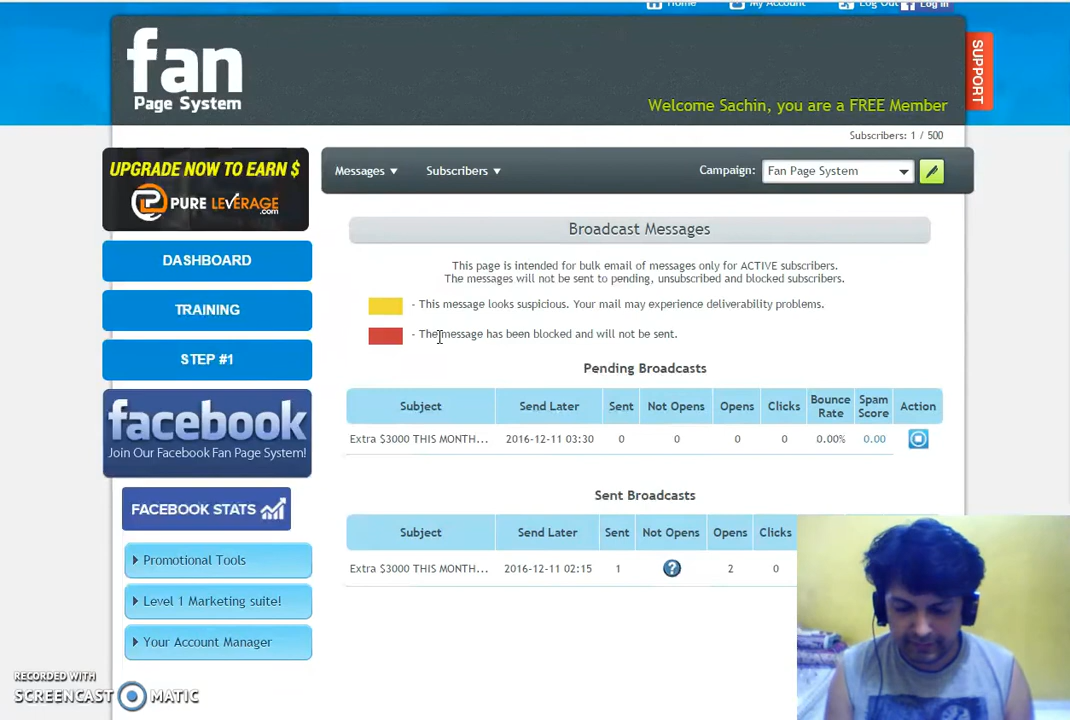 Home My Account Log Out Log In
fan
Page System
SUPPORT
Welcome Sachin, you are a FREE Member
Subscribers: 1 / 500
UPGRADE NOW TO EARN $
PURE LEVERAGE
.com
Messages Subscribers Campaign: Fan Page System
DASHBOARD
TRAINING
STEP #1
facebook
Join Our Facebook Fan Page System!
FACEBOOK STATS
Promotional Tools
Level 1 Marketing suite!
Your Account Manager
Broadcast Messages
This page is intended for bulk email of messages only for ACTIVE subscribers.
The messages will not be sent to pending, unsubscribed and blocked subscribers.
- This message looks suspicious. Your mail may experience deliverability problems.
- The message has been blocked and will not be sent.
Pending Broadcasts
Subject Send Later Sent Not Opens Opens Clicks Bounce Rate Spam Score Action
Extra $3000 THIS MONTH... 2016-12-11 03:30 0 0 0 0 0.00% 0.00
Sent Broadcasts
Subject Send Later Sent Not Opens Opens Clicks
Extra $3000 THIS MONTH... 2016-12-11 02:15 1 ? 2 0
RECORDED WITH
SCREENCAST MATIC